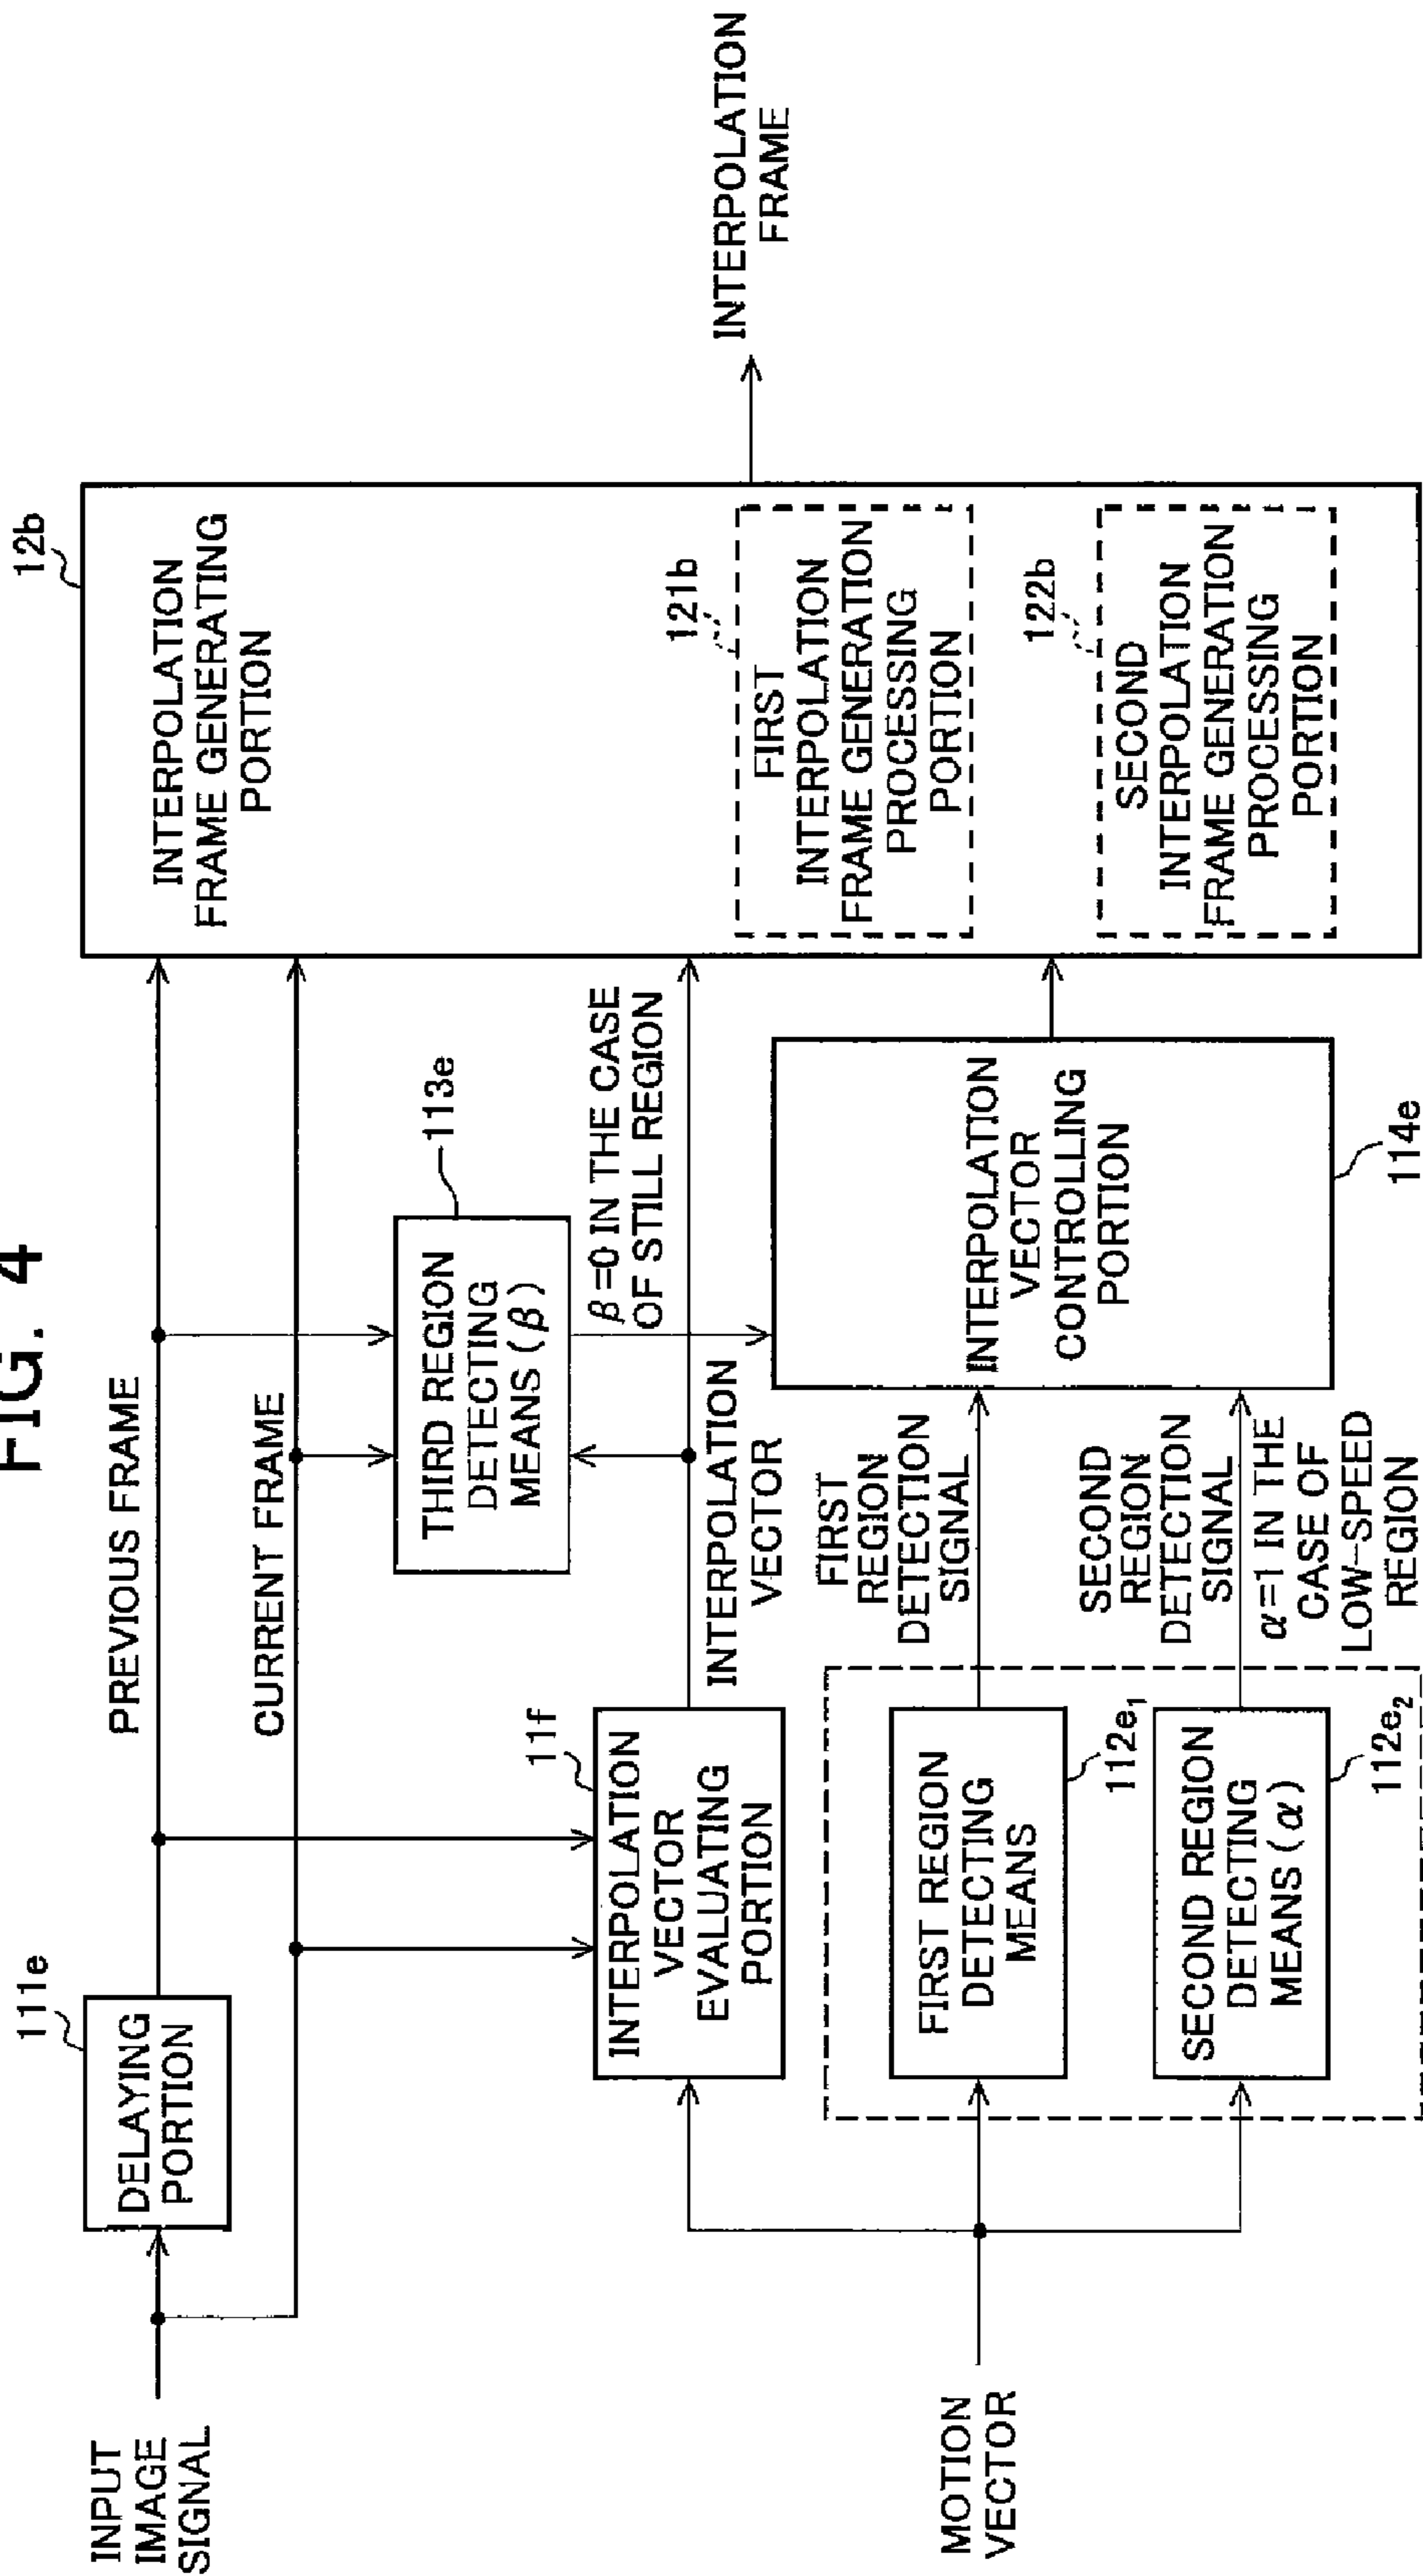 FIG. 4
INPUT
IMAGE
SIGNAL
111e
DELAYING
PORTION
PREVIOUS FRAME
CURRENT FRAME
12b
INTERPOLATION
FRAME GENERATING
PORTION
INTERPOLATION
FRAME
113e
THIRD REGION
DETECTING
MEANS (β)
β=0 IN THE CASE
OF STILL REGION
11f
INTERPOLATION
VECTOR
EVALUATING
PORTION
INTERPOLATION
VECTOR
121b
FIRST
INTERPOLATION
FRAME GENERATION
PROCESSING
PORTION
MOTION
VECTOR
FIRST REGION
DETECTING
MEANS
112e1
FIRST
REGION
DETECTION
SIGNAL
INTERPOLATION
VECTOR
CONTROLLING
PORTION
114e
122b
SECOND
INTERPOLATION
FRAME GENERATION
PROCESSING
PORTION
SECOND REGION
DETECTING
MEANS (α)
112e2
SECOND
REGION
DETECTION
SIGNAL
α=1 IN THE
CASE OF
LOW-SPEED
REGION